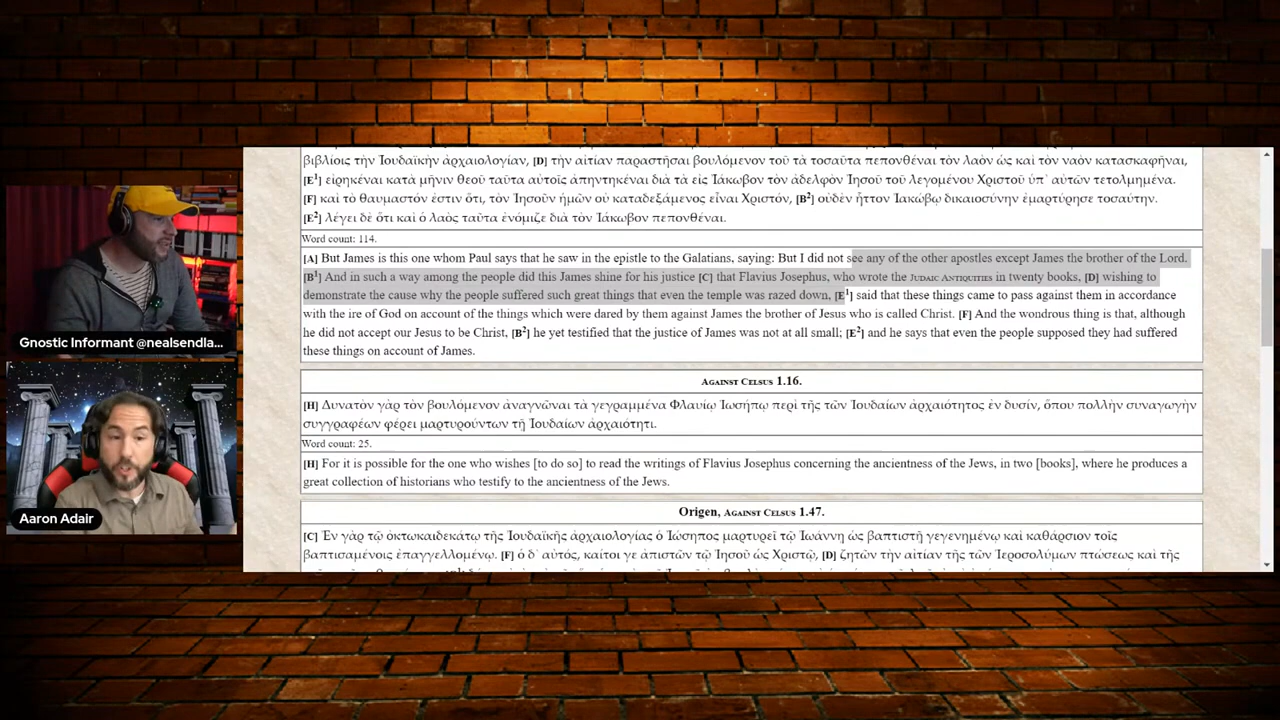 βιβλίοις τὴν Ἰουδαϊκὴν ἀρχαιολογίαν, [D] τὴν αἰτίαν παραστῆσαι βουλόμενον τοῦ τὰ τοσαῦτα πεπονθέναι τὸν λαὸν ὡς καὶ τὸν ναὸν κατασκαφῆναι,
[E¹] εἰρηκέναι κατὰ μῆνιν θεοῦ ταῦτα αὐτοῖς ἀπηντηκέναι διὰ τὰ εἰς Ἰάκωβον τὸν ἀδελφὸν Ἰησοῦ τοῦ λεγομένου Χριστοῦ ὑπ᾽ αὐτῶν τετολμημένα.
[F] καὶ τὸ θαυμαστόν ἐστιν ὅτι, τὸν Ἰησοῦν ἡμῶν οὐ καταδεξάμενος εἶναι Χριστόν, [B²] οὐδὲν ἧττον Ἰακώβῳ δικαιοσύνην ἐμαρτύρησε τοσαύτην.
[E²] λέγει δὲ ὅτι καὶ ὁ λαὸς ταῦτα ἐνόμιζε διὰ τὸν Ἰάκωβον πεπονθέναι.
Word count: 114.
[A] But James is this one whom Paul says that he saw in the epistle to the Galatians, saying: But I did not see any of the other apostles except James the brother of the Lord.
[B¹] And in such a way among the people did this James shine for his justice [C] that Flavius Josephus, who wrote the Judaic Antiquities in twenty books, [D] wishing to
demonstrate the cause why the people suffered such great things that even the temple was razed down, [E¹] said that these things came to pass against them in accordance
with the ire of God on account of the things which were dared by them against James the brother of Jesus who is called Christ. [F] And the wondrous thing is that, although
he did not accept our Jesus to be Christ, [B²] he yet testified that the justice of James was not at all small; [E²] and he says that even the people supposed they had suffered
these things on account of James.
Against Celsus 1.16.
[H] Δυνατὸν γὰρ τὸν βουλόμενον ἀναγνῶναι τὰ γεγραμμένα Φλαυίῳ Ἰωσήπῳ περὶ τῆς τῶν Ἰουδαίων ἀρχαιότητος ἐν δυσίν, ὅπου πολλὴν συναγωγὴν
συγγραφέων φέρει μαρτυρούντων τῇ Ἰουδαίων ἀρχαιότητι.
Word count: 25.
[H] For it is possible for the one who wishes [to do so] to read the writings of Flavius Josephus concerning the ancientness of the Jews, in two [books], where he produces a
great collection of historians who testify to the ancientness of the Jews.
Origen, Against Celsus 1.47.
[C] Ἐν γὰρ τῷ ὀκτωκαιδεκάτῳ τῆς Ἰουδαϊκῆς ἀρχαιολογίας ὁ Ἰώσηπος μαρτυρεῖ τῷ Ἰωάννῃ ὡς βαπτιστῇ γεγενημένῳ καὶ καθάρσιον τοῖς
βαπτισαμένοις ἐπαγγελλομένῳ. [F] ὁ δ᾽ αὐτός, καίτοι γε ἀπιστῶν τῷ Ἰησοῦ ὡς Χριστῷ, [D] ζητῶν τὴν αἰτίαν τῆς τῶν Ἱεροσολύμων πτώσεως καὶ τῆς
Gnostic Informant @nealsendla...
Aaron Adair